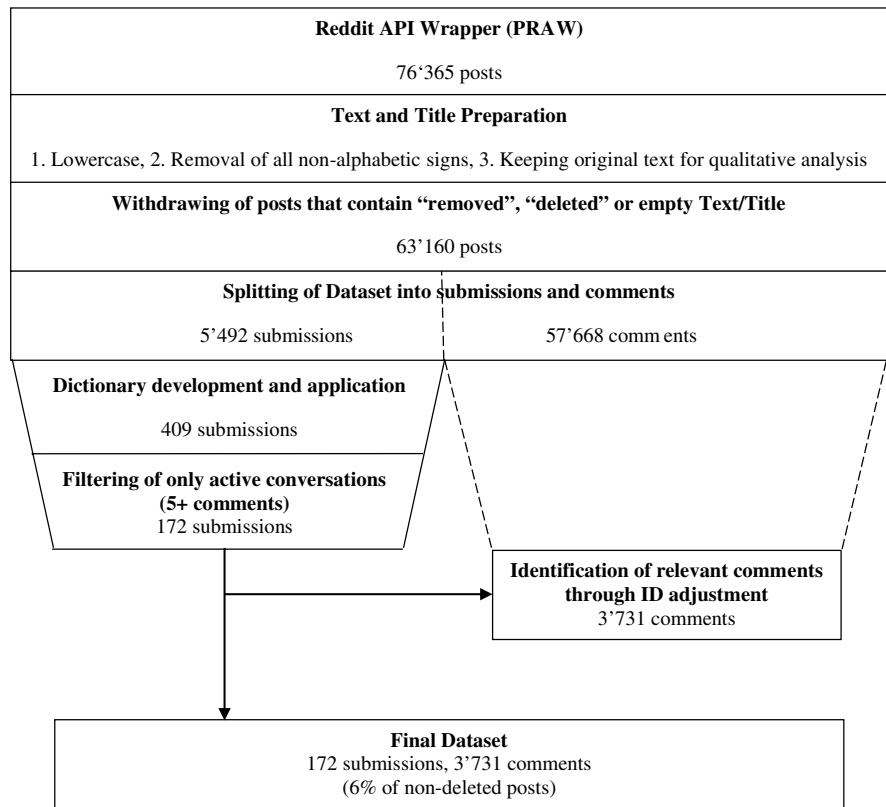 Reddit API Wrapper (PRAW)
76‘365 posts
Text and Title Preparation
1. Lowercase, 2. Removal of all non-alphabetic signs, 3. Keeping original text for qualitative analysis
Withdrawing of posts that contain “removed”, “deleted” or empty Text/Title
63’160 posts
Splitting of Dataset into submissions and comments
5’492 submissions
57’668 comments
Dictionary development and application
409 submissions
Filtering of only active conversations
(5+ comments)
172 submissions
Identification of relevant comments
through ID adjustment
3’731 comments
Final Dataset
172 submissions, 3’731 comments
(6% of non-deleted posts)